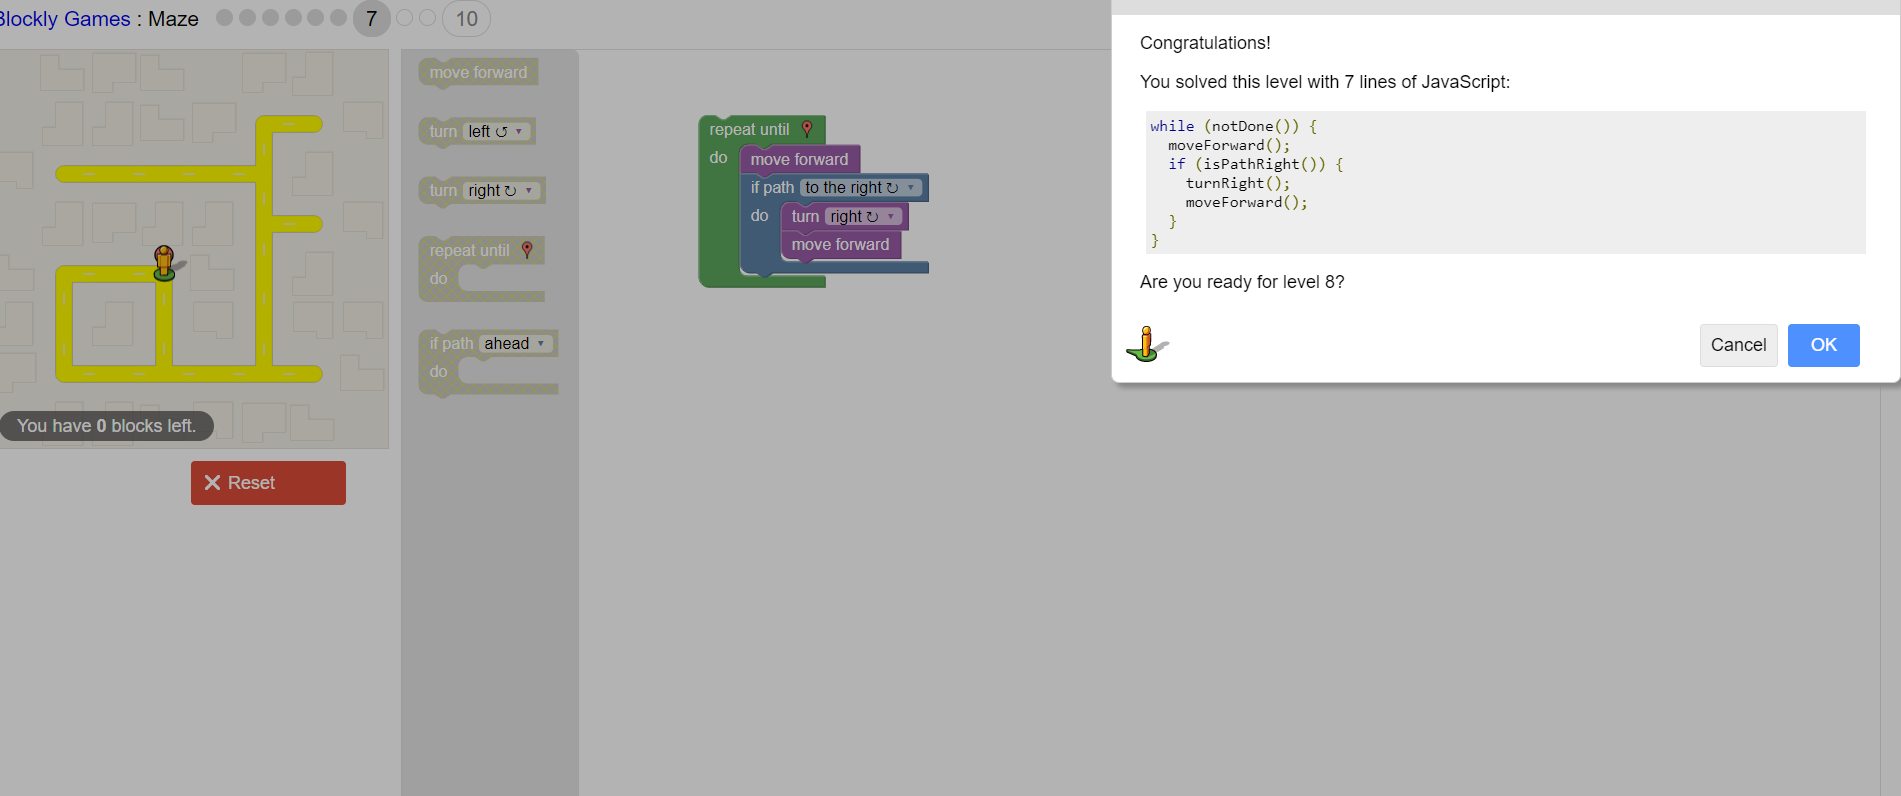 Blockly Games : Maze 7 10
move forward
turn left ↺ ▾
turn right ↻ ▾
repeat until
do
if path ahead ▾
do
You have 0 blocks left.
Reset
repeat until
do move forward
if path to the right ↻ ▾
do turn right ↻ ▾
move forward
Congratulations!
You solved this level with 7 lines of JavaScript:
while (notDone()) {
  moveForward();
  if (isPathRight()) {
    turnRight();
    moveForward();
  }
}
Are you ready for level 8?
Cancel OK